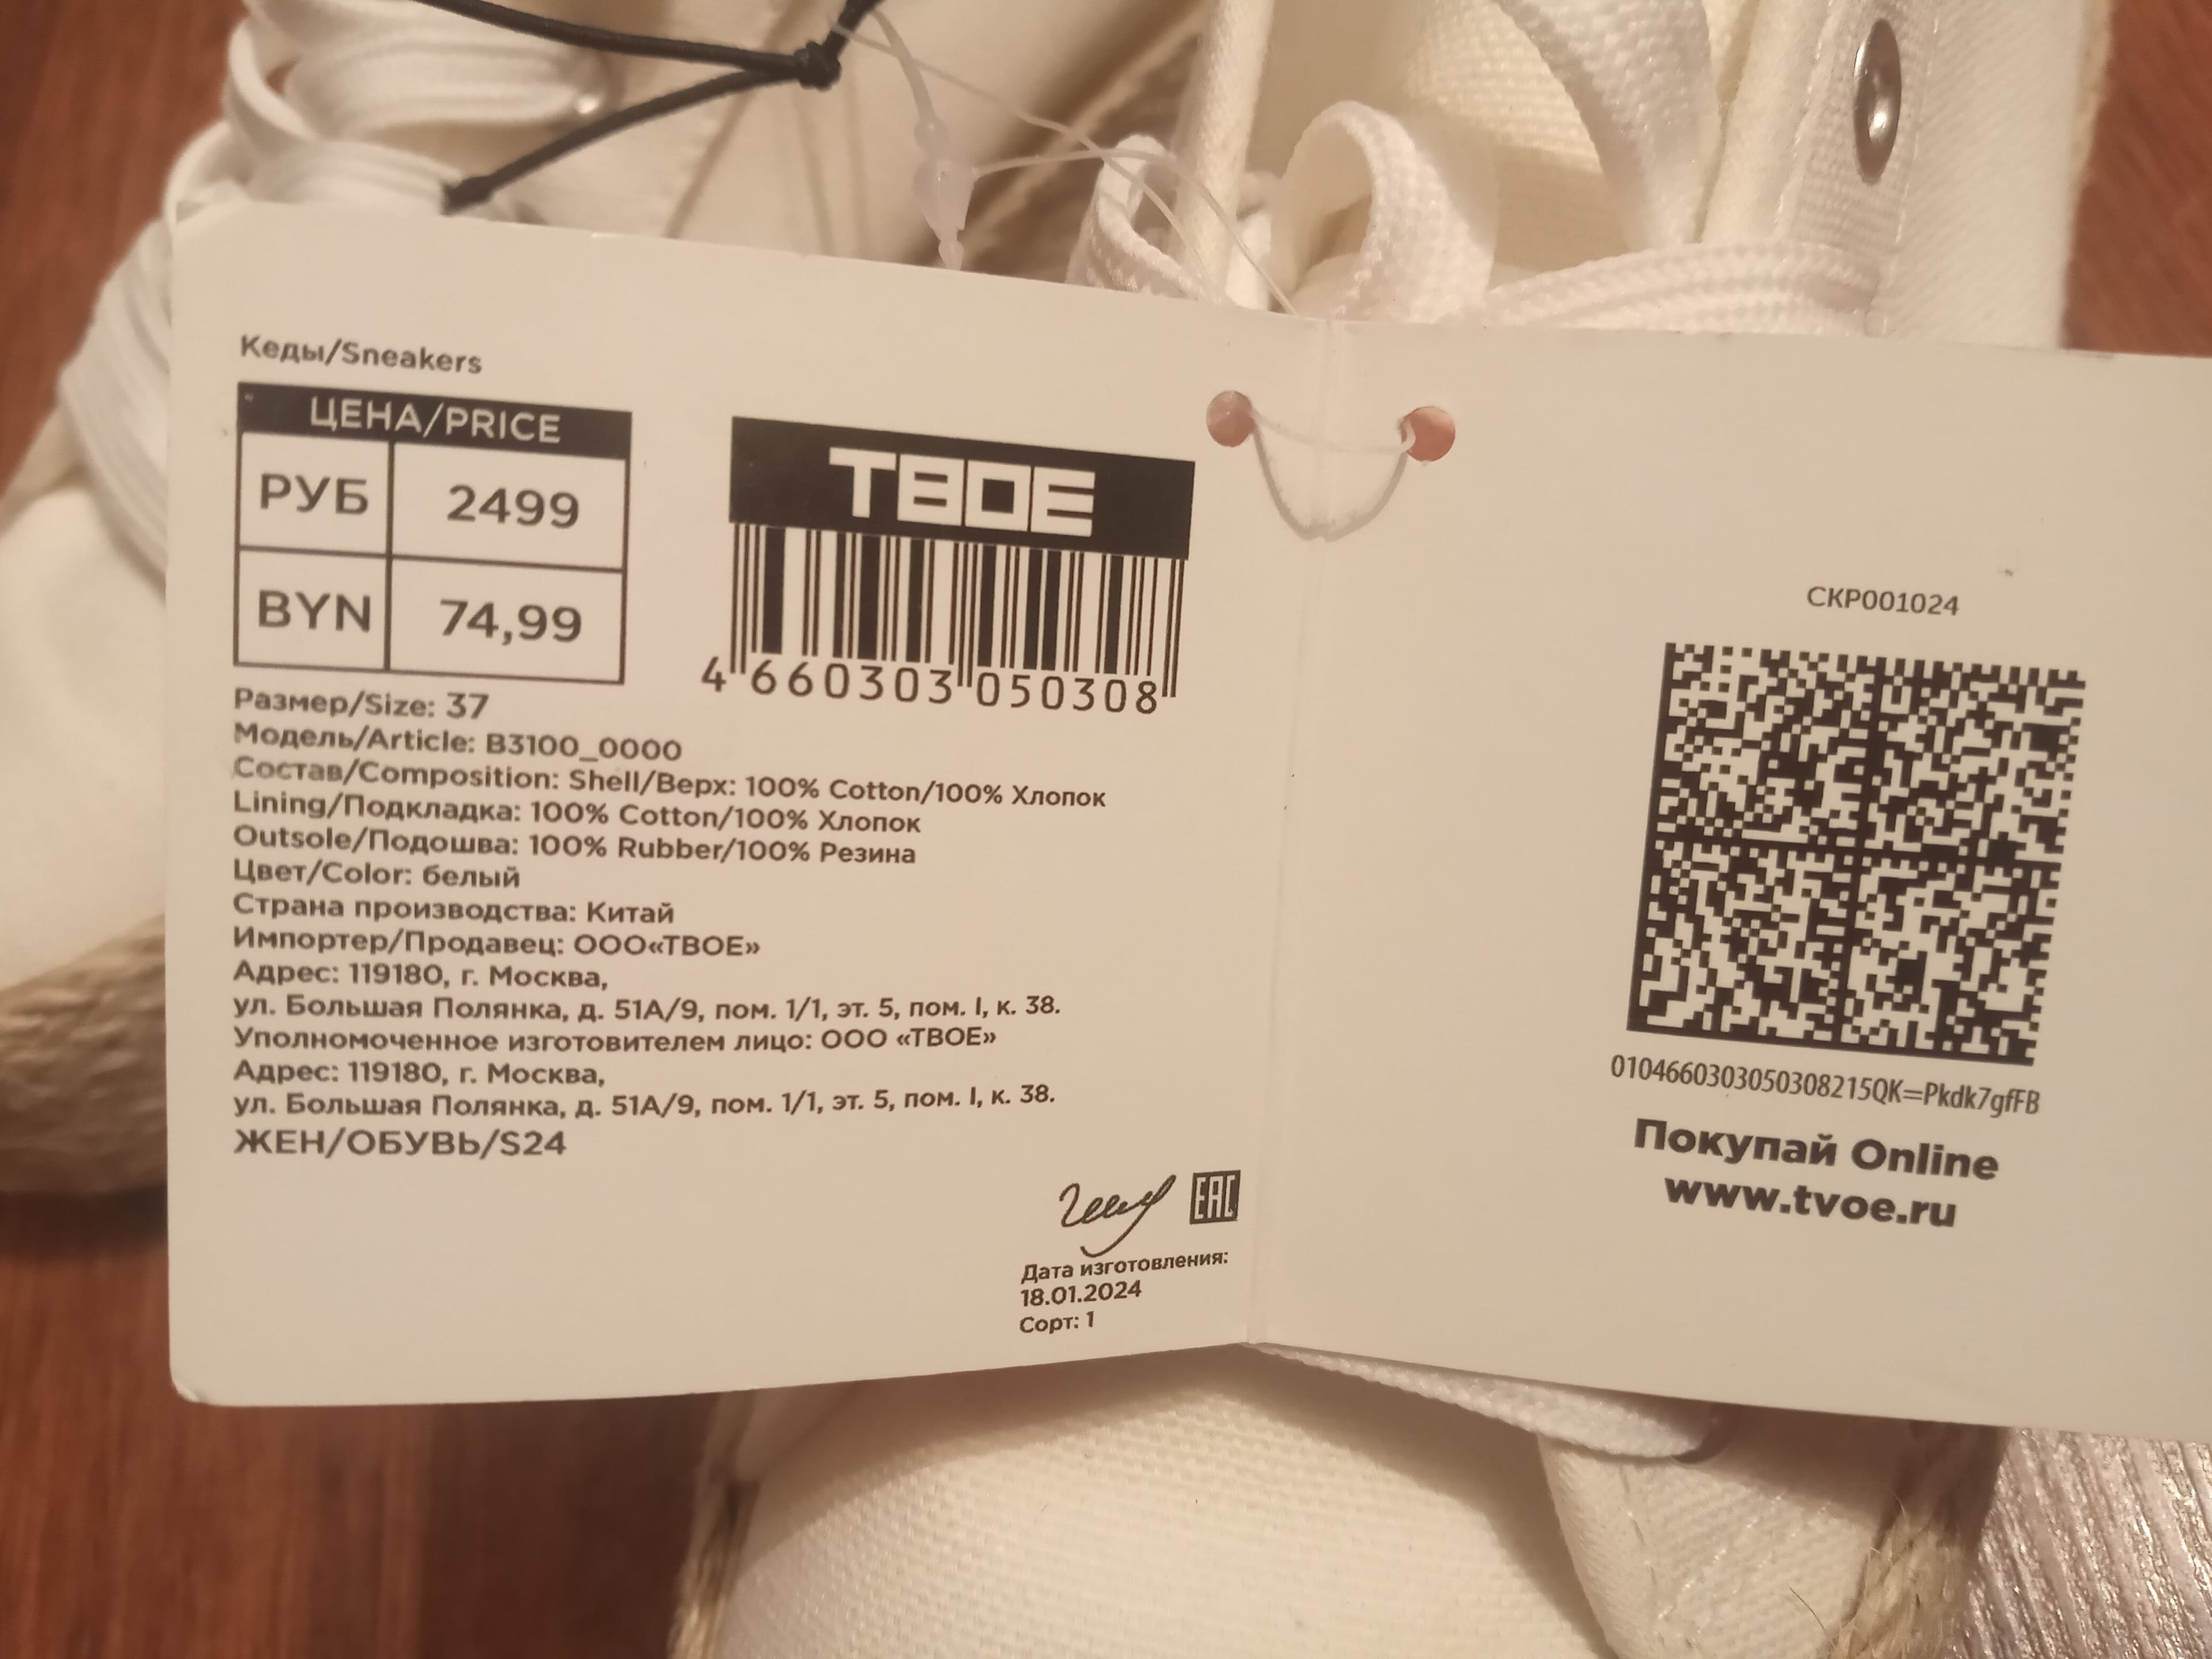 Кеды/Sneakers
ЦЕНА/PRICE
РУБ 2499
BYN 74,99
ТВОЕ
4 660303 050308
Размер/Size: 37
Модель/Article: B3100_0000
Состав/Composition: Shell/Верх: 100% Cotton/100% Хлопок
Lining/Подкладка: 100% Cotton/100% Хлопок
Outsole/Подошва: 100% Rubber/100% Резина
Цвет/Color: белый
Страна производства: Китай
Импортер/Продавец: ООО«ТВОЕ»
Адрес: 119180, г. Москва,
ул. Большая Полянка, д. 51А/9, пом. 1/1, эт. 5, пом. I, к. 38.
Уполномоченное изготовителем лицо: ООО «ТВОЕ»
Адрес: 119180, г. Москва,
ул. Большая Полянка, д. 51А/9, пом. 1/1, эт. 5, пом. I, к. 38.
ЖЕН/ОБУВЬ/S24
EAC
Дата изготовления:
18.01.2024
Сорт: 1
CKP001024
0104660303050308215QK=Pkdk7gfFB
Покупай Online
www.tvoe.ru